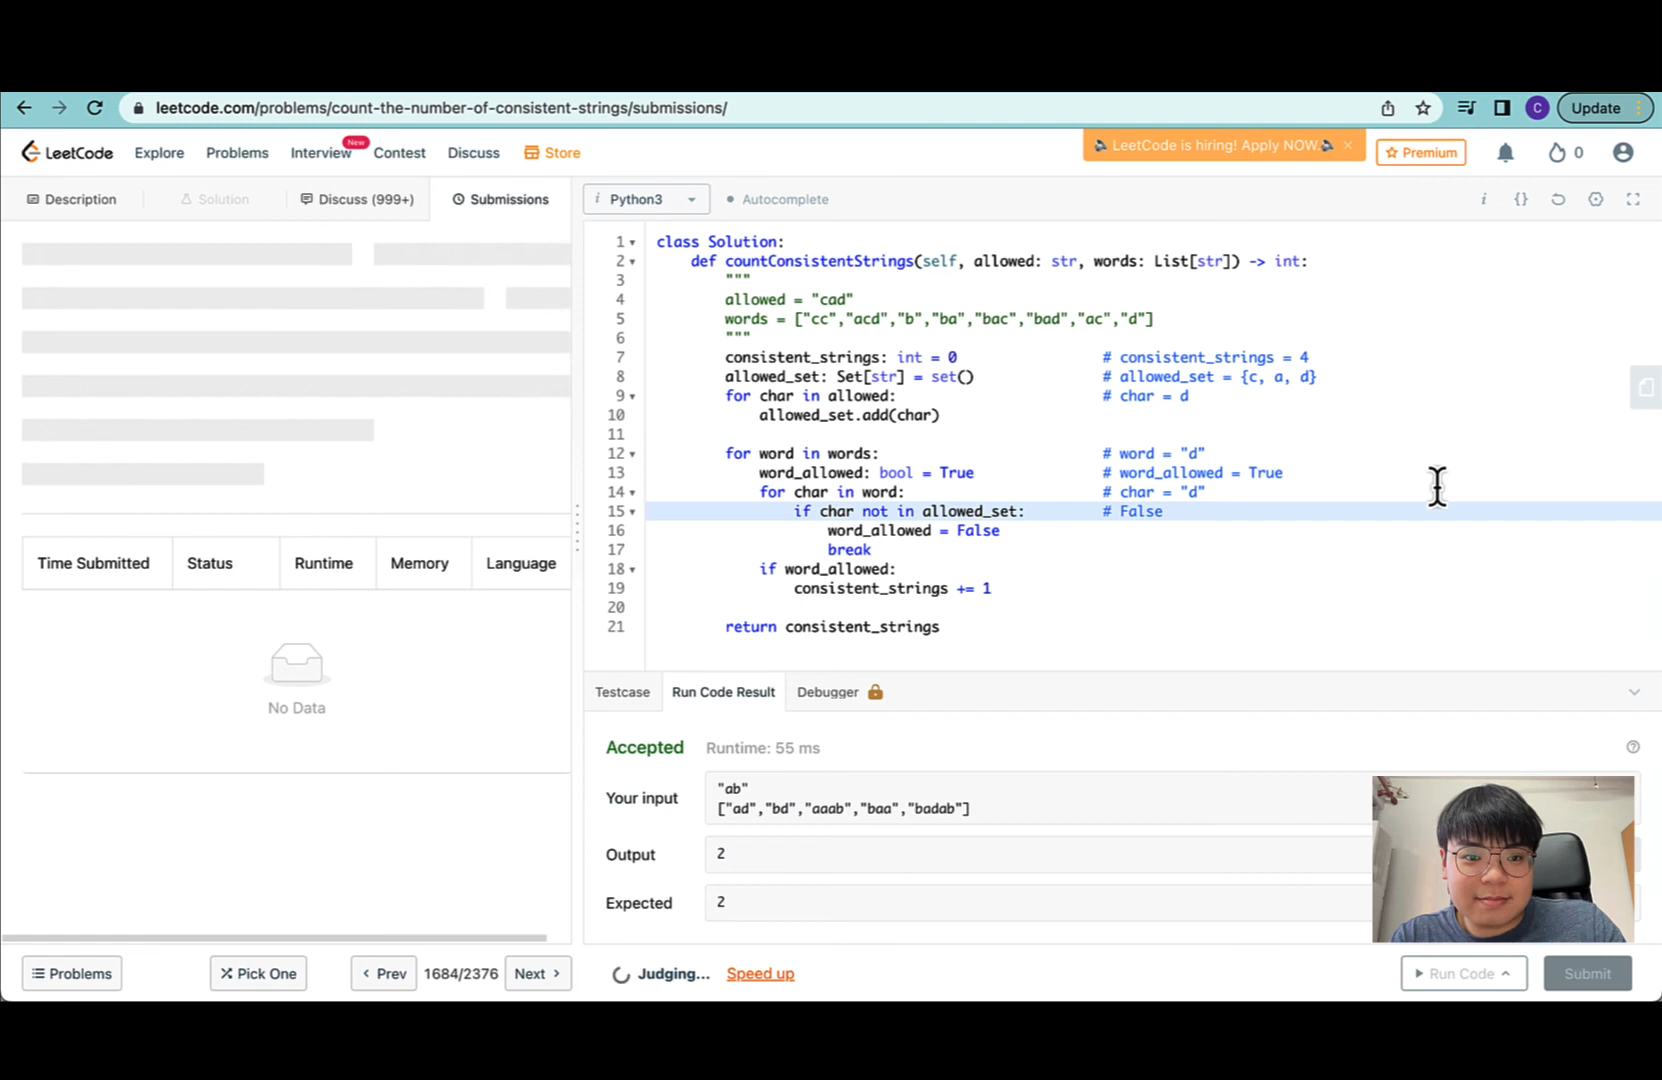 leetcode.com/problems/count-the-number-of-consistent-strings/submissions/
C
Update
LeetCode
Explore
Problems
Interview
New
Contest
Discuss
Store
LeetCode is hiring! Apply NOW.
Premium
0
Description
Solution
Discuss (999+)
Submissions
i Python3
Autocomplete
i
{}
1 class Solution:
2 def countConsistentStrings(self, allowed: str, words: List[str]) -> int:
3 """
4 allowed = "cad"
5 words = ["cc","acd","b","ba","bac","bad","ac","d"]
6 """
7 consistent_strings: int = 0 # consistent_strings = 4
8 allowed_set: Set[str] = set() # allowed_set = {c, a, d}
9 for char in allowed: # char = d
10 allowed_set.add(char)
11
12 for word in words: # word = "d"
13 word_allowed: bool = True # word_allowed = True
14 for char in word: # char = "d"
15 if char not in allowed_set: # False
16 word_allowed = False
17 break
18 if word_allowed:
19 consistent_strings += 1
20
21 return consistent_strings
Time Submitted
Status
Runtime
Memory
Language
No Data
Testcase
Run Code Result
Debugger
Accepted
Runtime: 55 ms
Your input
"ab"
["ad","bd","aaab","baa","badab"]
Output
2
Expected
2
Problems
Pick One
Prev
1684/2376
Next
Judging...
Speed up
Run Code
Submit